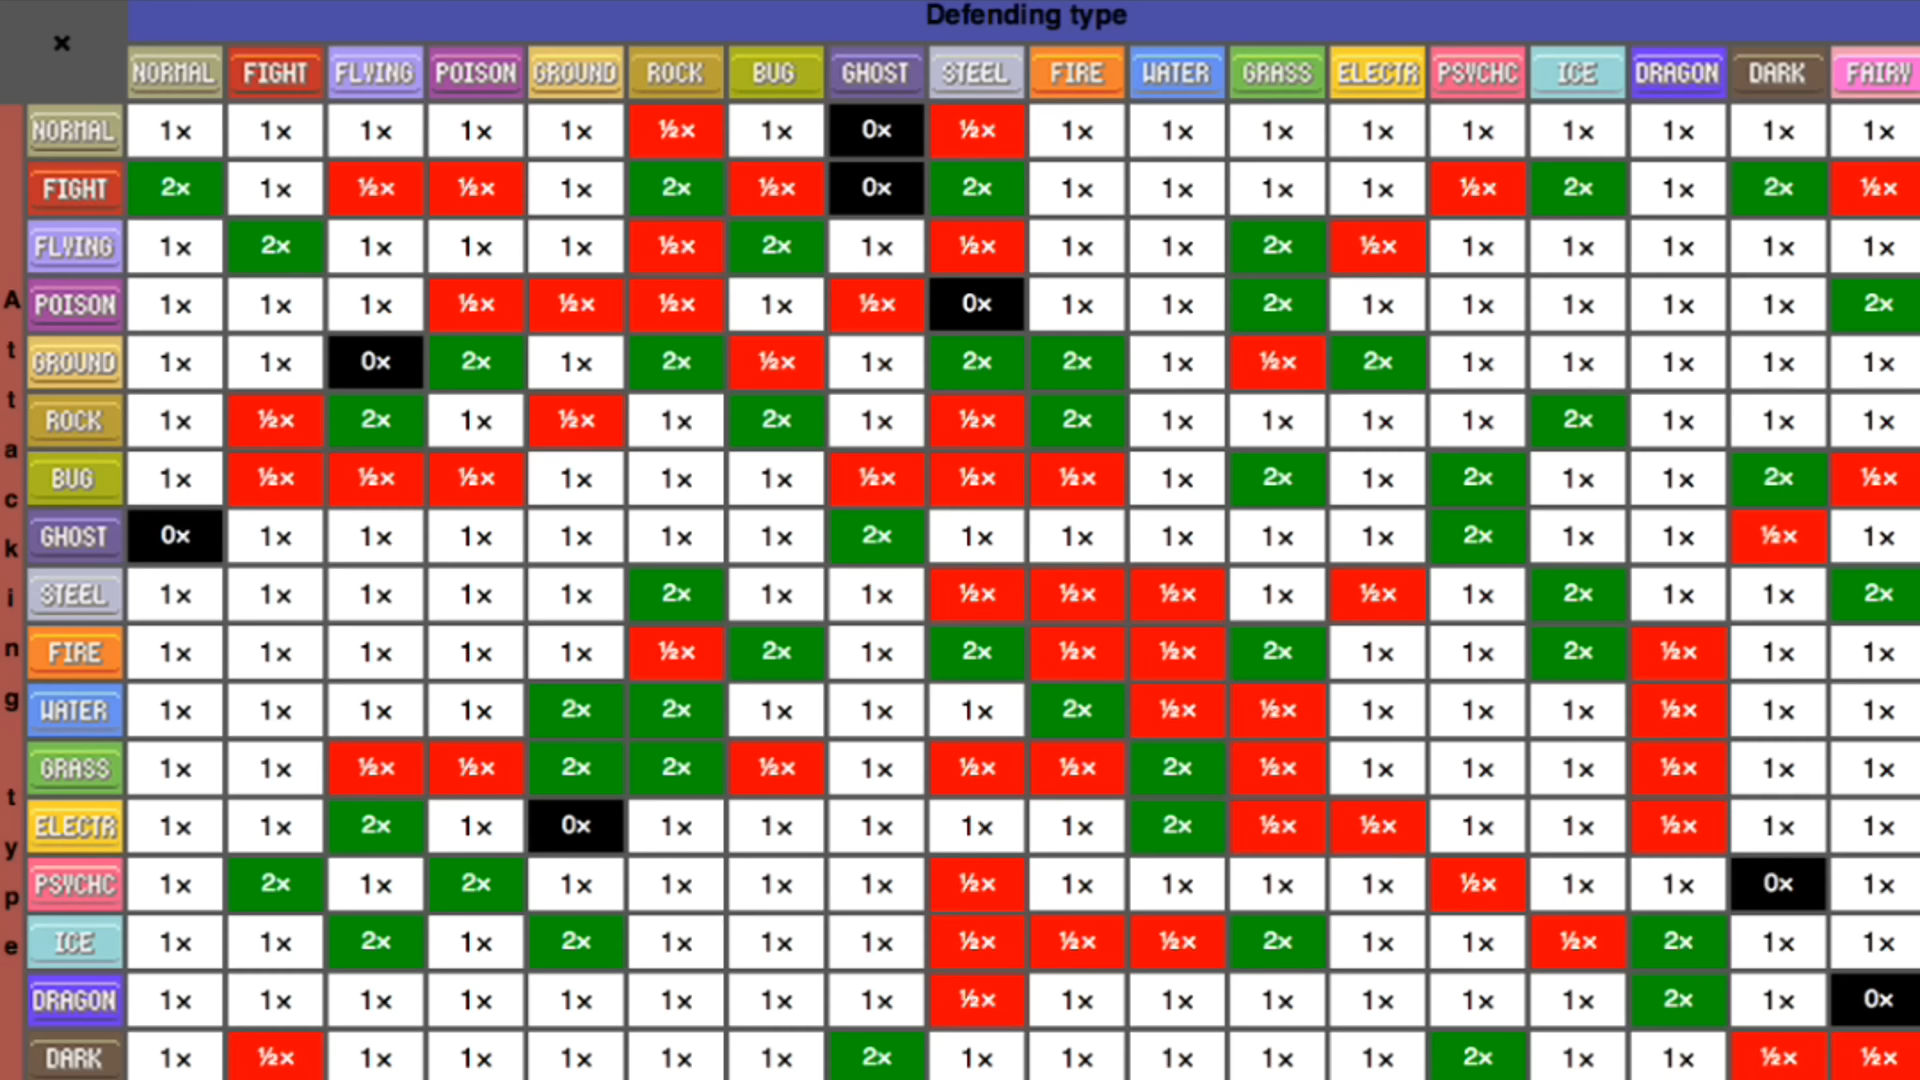 Defending type
×
NORMAL FIGHT FLYING POISON GROUND ROCK BUG GHOST STEEL FIRE WATER GRASS ELECTR PSYCHC ICE DRAGON DARK FAIRY
NORMAL 1× 1× 1× 1× 1× ½× 1× 0× ½× 1× 1× 1× 1× 1× 1× 1× 1× 1×
FIGHT 2× 1× ½× ½× 1× 2× ½× 0× 2× 1× 1× 1× 1× ½× 2× 1× 2× ½×
FLYING 1× 2× 1× 1× 1× ½× 2× 1× ½× 1× 1× 2× ½× 1× 1× 1× 1× 1×
POISON 1× 1× 1× ½× ½× ½× 1× ½× 0× 1× 1× 2× 1× 1× 1× 1× 1× 2×
GROUND 1× 1× 0× 2× 1× 2× ½× 1× 2× 2× 1× ½× 2× 1× 1× 1× 1× 1×
ROCK 1× ½× 2× 1× ½× 1× 2× 1× ½× 2× 1× 1× 1× 1× 2× 1× 1× 1×
BUG 1× ½× ½× ½× 1× 1× 1× ½× ½× ½× 1× 2× 1× 2× 1× 1× 2× ½×
GHOST 0× 1× 1× 1× 1× 1× 1× 2× 1× 1× 1× 1× 1× 2× 1× 1× ½× 1×
STEEL 1× 1× 1× 1× 1× 2× 1× 1× ½× ½× ½× 1× ½× 1× 2× 1× 1× 2×
FIRE 1× 1× 1× 1× 1× ½× 2× 1× 2× ½× ½× 2× 1× 1× 2× ½× 1× 1×
WATER 1× 1× 1× 1× 2× 2× 1× 1× 1× 2× ½× ½× 1× 1× 1× ½× 1× 1×
GRASS 1× 1× ½× ½× 2× 2× ½× 1× ½× ½× 2× ½× 1× 1× 1× ½× 1× 1×
ELECTR 1× 1× 2× 1× 0× 1× 1× 1× 1× 1× 2× ½× ½× 1× 1× ½× 1× 1×
PSYCHC 1× 2× 1× 2× 1× 1× 1× 1× ½× 1× 1× 1× 1× ½× 1× 1× 0× 1×
ICE 1× 1× 2× 1× 2× 1× 1× 1× ½× ½× ½× 2× 1× 1× ½× 2× 1× 1×
DRAGON 1× 1× 1× 1× 1× 1× 1× 1× ½× 1× 1× 1× 1× 1× 1× 2× 1× 0×
DARK 1× ½× 1× 1× 1× 1× 1× 2× 1× 1× 1× 1× 1× 2× 1× 1× ½× ½×
Attacking type